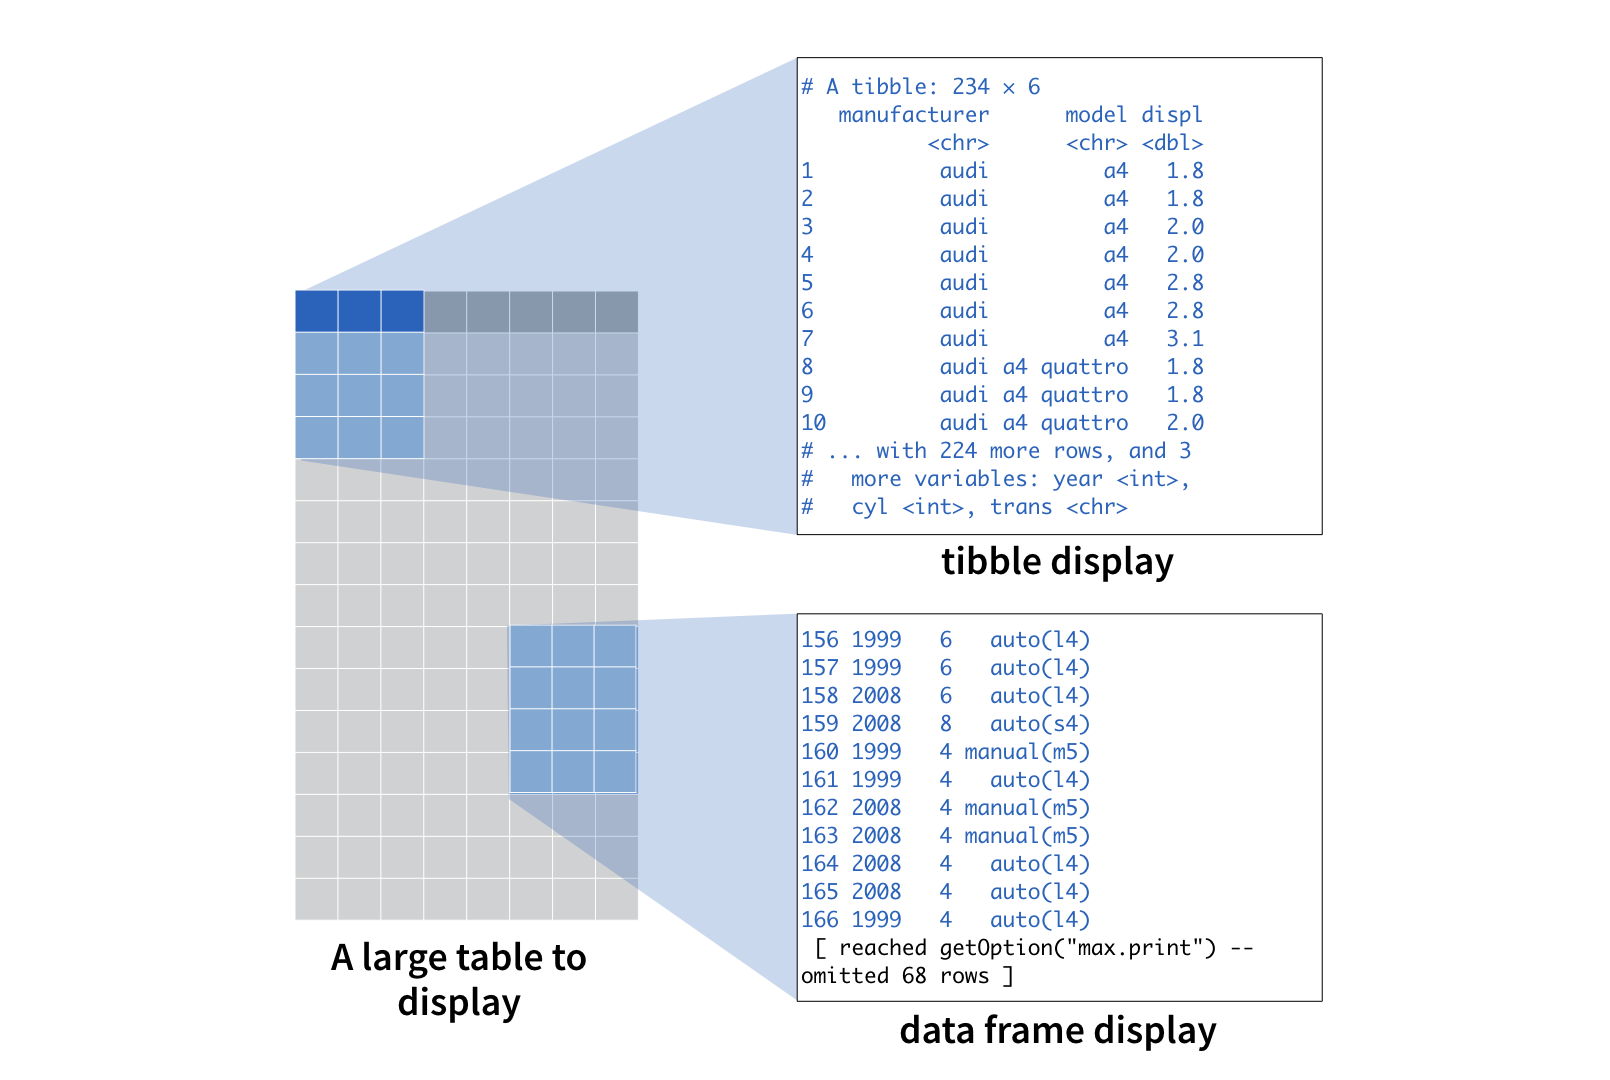 # A tibble: 234 × 6
   manufacturer      model displ
          <chr>      <chr> <dbl>
1          audi         a4   1.8
2          audi         a4   1.8
3          audi         a4   2.0
4          audi         a4   2.0
5          audi         a4   2.8
6          audi         a4   2.8
7          audi         a4   3.1
8          audi a4 quattro   1.8
9          audi a4 quattro   1.8
10         audi a4 quattro   2.0
# ... with 224 more rows, and 3
#   more variables: year <int>,
#   cyl <int>, trans <chr>
tibble display
156 1999   6   auto(l4)
157 1999   6   auto(l4)
158 2008   6   auto(l4)
159 2008   8   auto(s4)
160 1999   4 manual(m5)
161 1999   4   auto(l4)
162 2008   4 manual(m5)
163 2008   4 manual(m5)
164 2008   4   auto(l4)
165 2008   4   auto(l4)
166 1999   4   auto(l4)
 [ reached getOption("max.print") --
omitted 68 rows ]
data frame display
A large table to
display